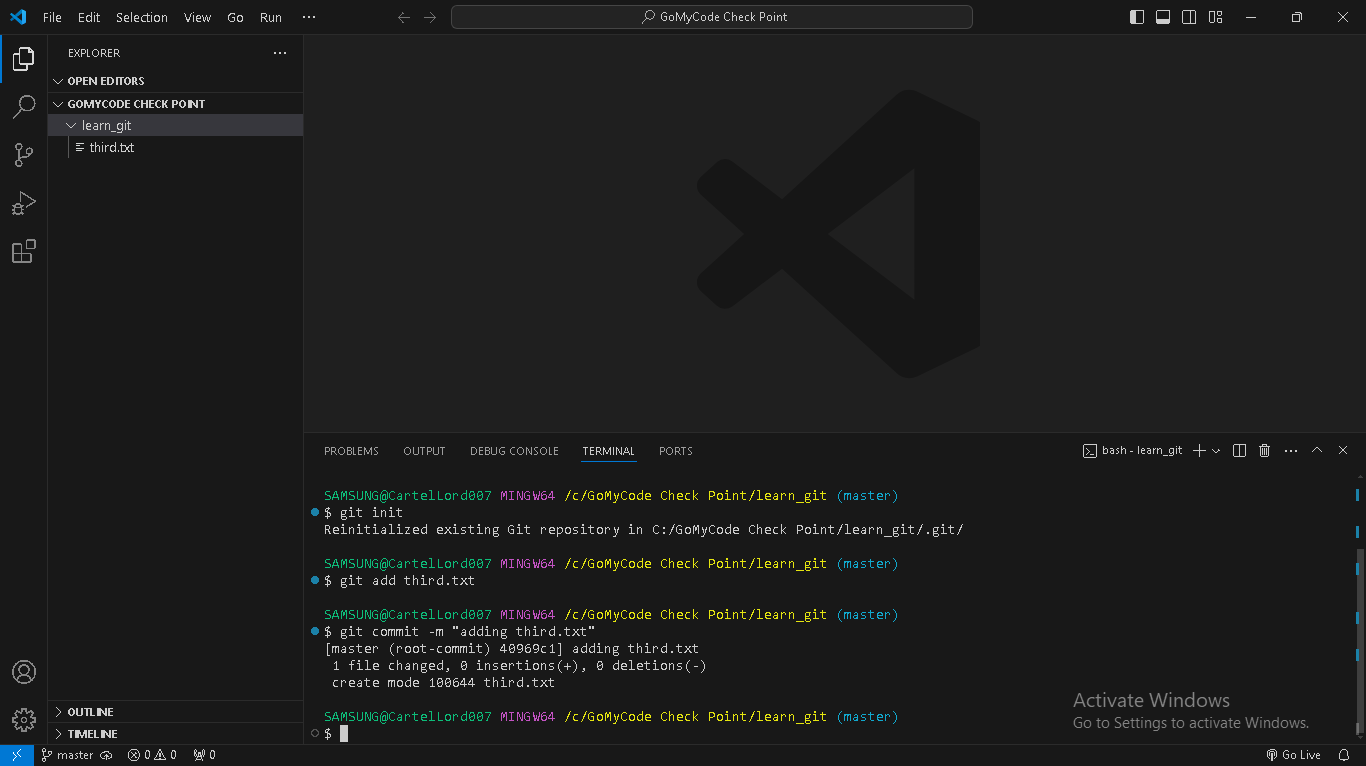 File Edit Selection View Go Run ···
GoMyCode Check Point
EXPLORER ···
OPEN EDITORS
GOMYCODE CHECK POINT
learn_git
third.txt
OUTLINE
TIMELINE
PROBLEMS OUTPUT DEBUG CONSOLE TERMINAL PORTS
bash - learn_git
SAMSUNG@CartelLord007 MINGW64 /c/GoMyCode Check Point/learn_git (master)
$ git init
Reinitialized existing Git repository in C:/GoMyCode Check Point/learn_git/.git/
SAMSUNG@CartelLord007 MINGW64 /c/GoMyCode Check Point/learn_git (master)
$ git add third.txt
SAMSUNG@CartelLord007 MINGW64 /c/GoMyCode Check Point/learn_git (master)
$ git commit -m "adding third.txt"
[master (root-commit) 40969c1] adding third.txt
1 file changed, 0 insertions(+), 0 deletions(-)
create mode 100644 third.txt
SAMSUNG@CartelLord007 MINGW64 /c/GoMyCode Check Point/learn_git (master)
$
Activate Windows
Go to Settings to activate Windows.
master 0 0 0 Go Live